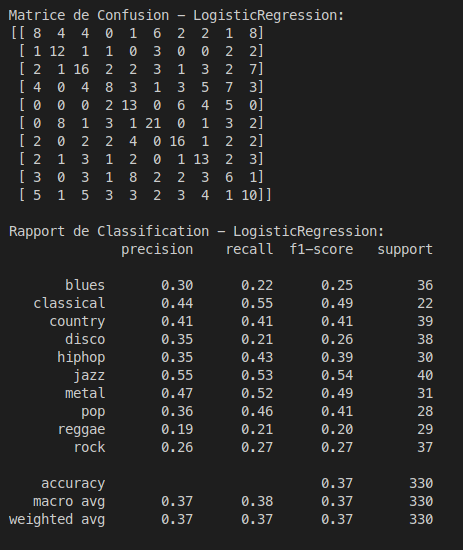 Matrice de Confusion - LogisticRegression:
[[ 8  4  4  0  1  6  2  2  1  8]
 [ 1 12  1  1  0  3  0  0  2  2]
 [ 2  1 16  2  2  3  1  3  2  7]
 [ 4  0  4  8  3  1  3  5  7  3]
 [ 0  0  0  2 13  0  6  4  5  0]
 [ 0  8  1  3  1 21  0  1  3  2]
 [ 2  0  2  2  4  0 16  1  2  2]
 [ 2  1  3  1  2  0  1 13  2  3]
 [ 3  0  3  1  8  2  2  3  6  1]
 [ 5  1  5  3  3  2  3  4  1 10]]
Rapport de Classification - LogisticRegression:
              precision    recall  f1-score   support
       blues       0.30      0.22      0.25        36
   classical       0.44      0.55      0.49        22
     country       0.41      0.41      0.41        39
       disco       0.35      0.21      0.26        38
      hiphop       0.35      0.43      0.39        30
        jazz       0.55      0.53      0.54        40
       metal       0.47      0.52      0.49        31
         pop       0.36      0.46      0.41        28
      reggae       0.19      0.21      0.20        29
        rock       0.26      0.27      0.27        37
    accuracy                           0.37       330
   macro avg       0.37      0.38      0.37       330
weighted avg       0.37      0.37      0.37       330